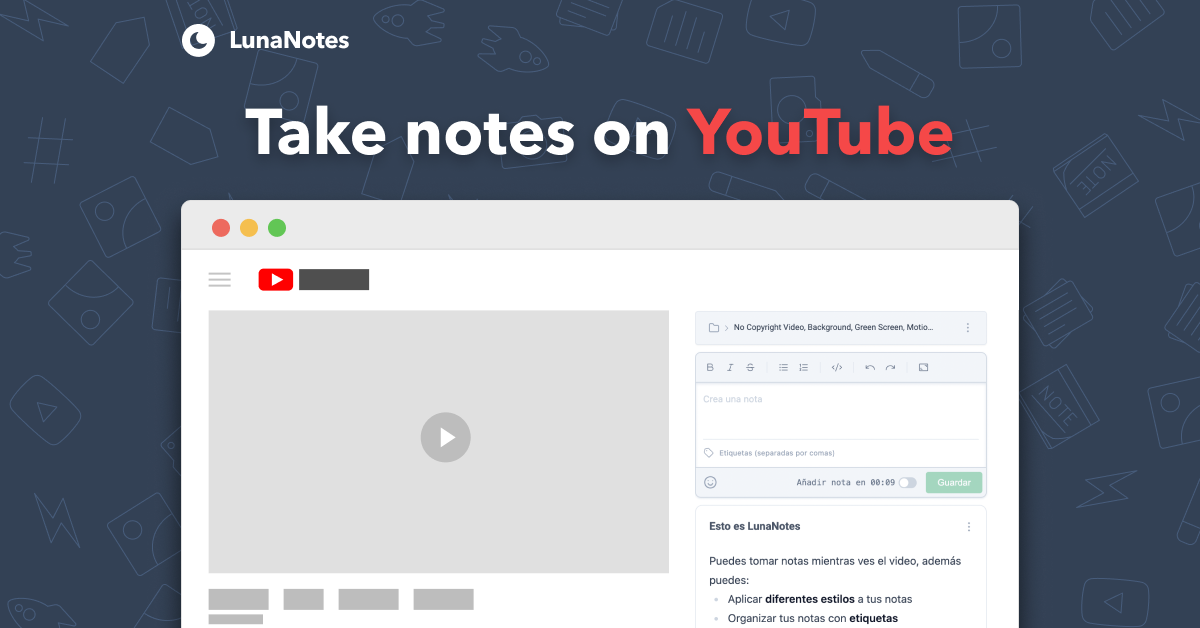 LunaNotes
Take notes on YouTube
NOTE
No Copyright Video, Background, Green Screen, Motio...
B I S </>
Crea una nota
NOTE
Etiquetas (separadas por comas)
Añadir nota en 00:09 Guardar
Esto es LunaNotes
Puedes tomar notas mientras ves el video, además
puedes:
Aplicar diferentes estilos a tus notas
Organizar tus notas con etiquetas